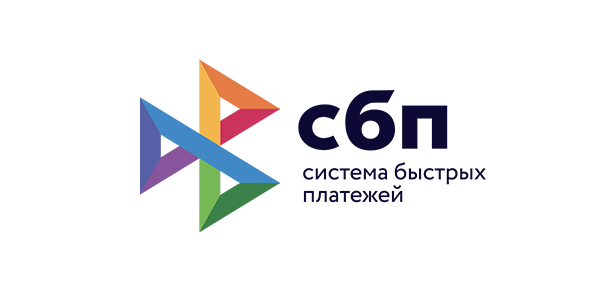 сбп
система быстрых
платежей